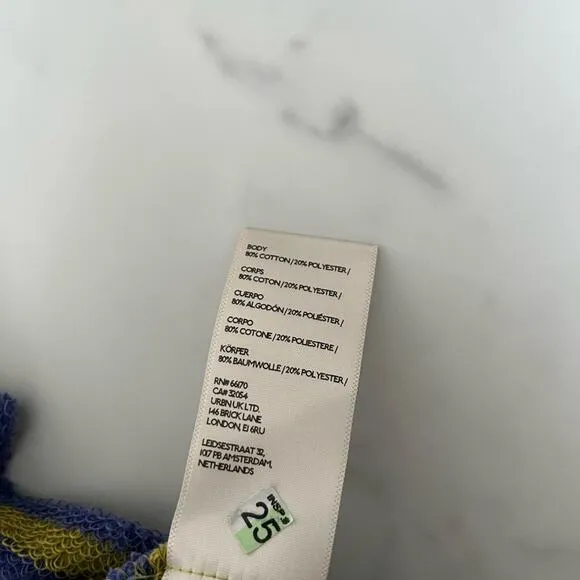 BODY
80% COTTON / 20% POLYESTER /
CORPS
80% COTON / 20% POLYESTER /
CUERPO
80% ALGODÓN / 20% POLIÉSTER /
CORPO
80% COTONE / 20% POLIESTERE /
KÖRPER
80% BAUMWOLLE / 20% POLYESTER /
RN# 66170
CA# 32054
URBN UK LTD.
146 BRICK LANE
LONDON, E1 6RU
LEIDSESTRAAT 32,
1017 PB AMSTERDAM,
NETHERLANDS
INSP #
25